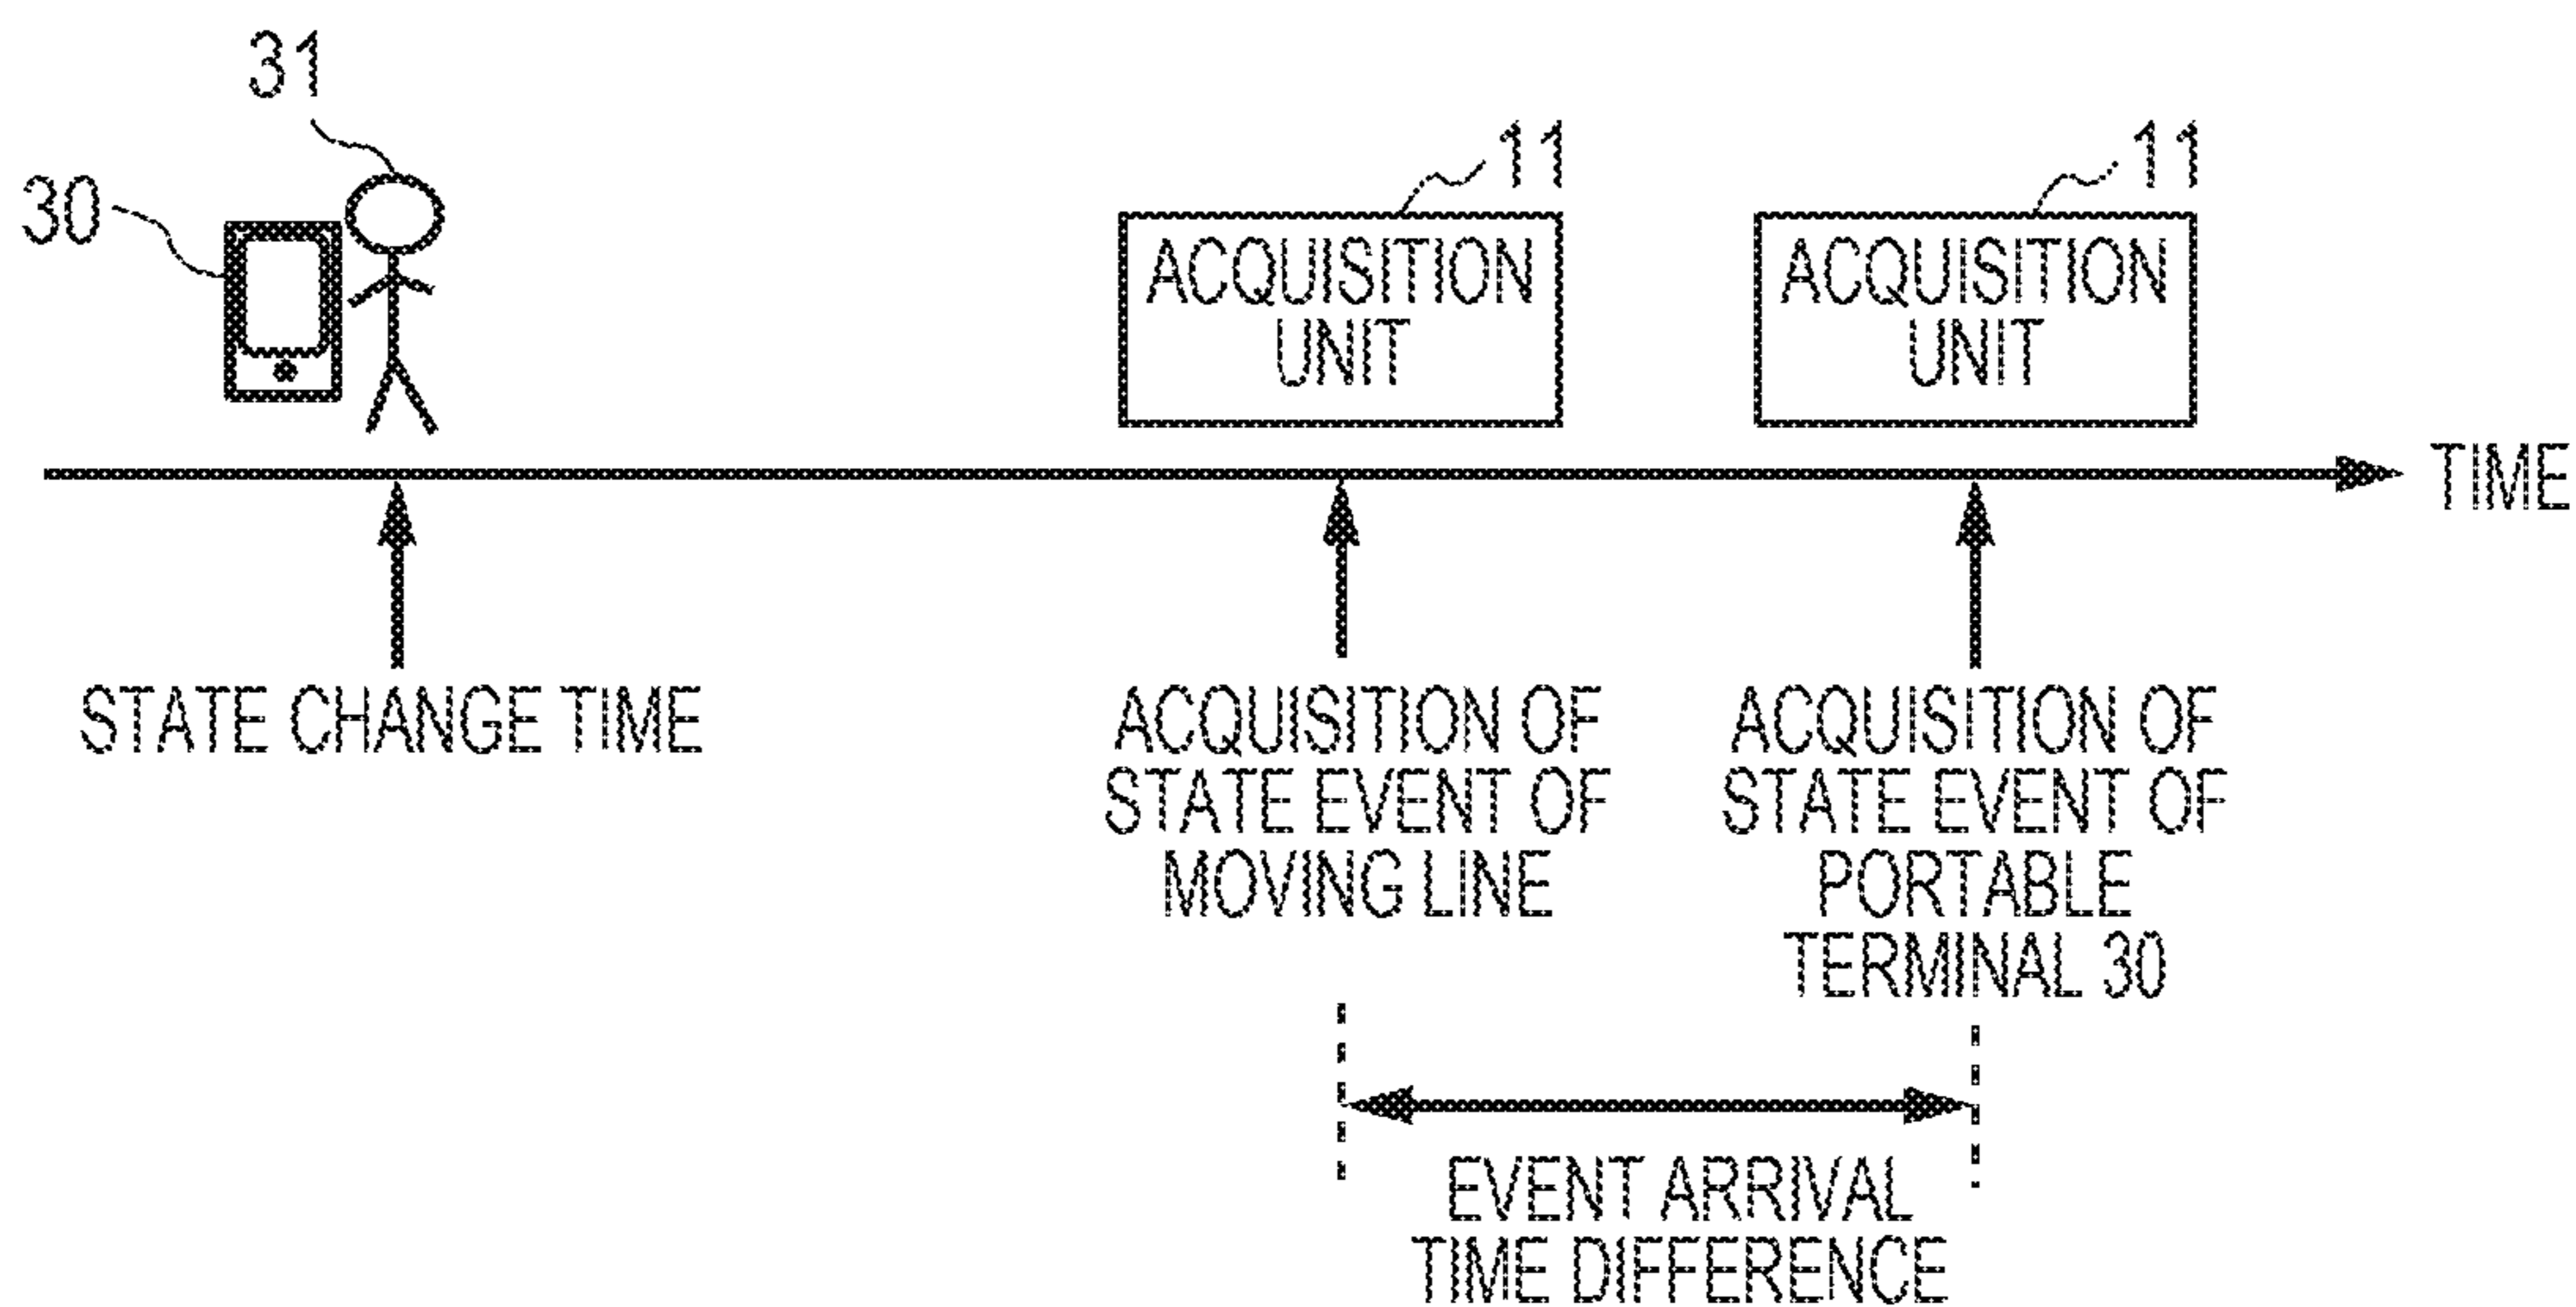 31
30
11
11
ACQUISITION
UNIT
ACQUISITION
UNIT
TIME
STATE CHANGE TIME
ACQUISITION OF
STATE EVENT OF
MOVING LINE
ACQUISITION OF
STATE EVENT OF
PORTABLE
TERMINAL 30
EVENT ARRIVAL
TIME DIFFERENCE